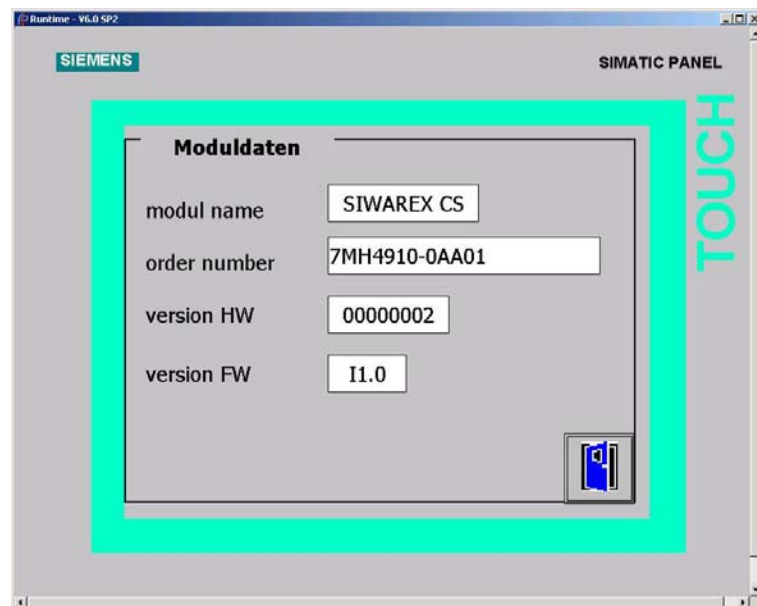 Runtime - V6.0 SP2
SIEMENS
SIMATIC PANEL
TOUCH
Moduldaten
modul name
SIWAREX CS
order number
7MH4910-0AA01
version HW
00000002
version FW
I1.0